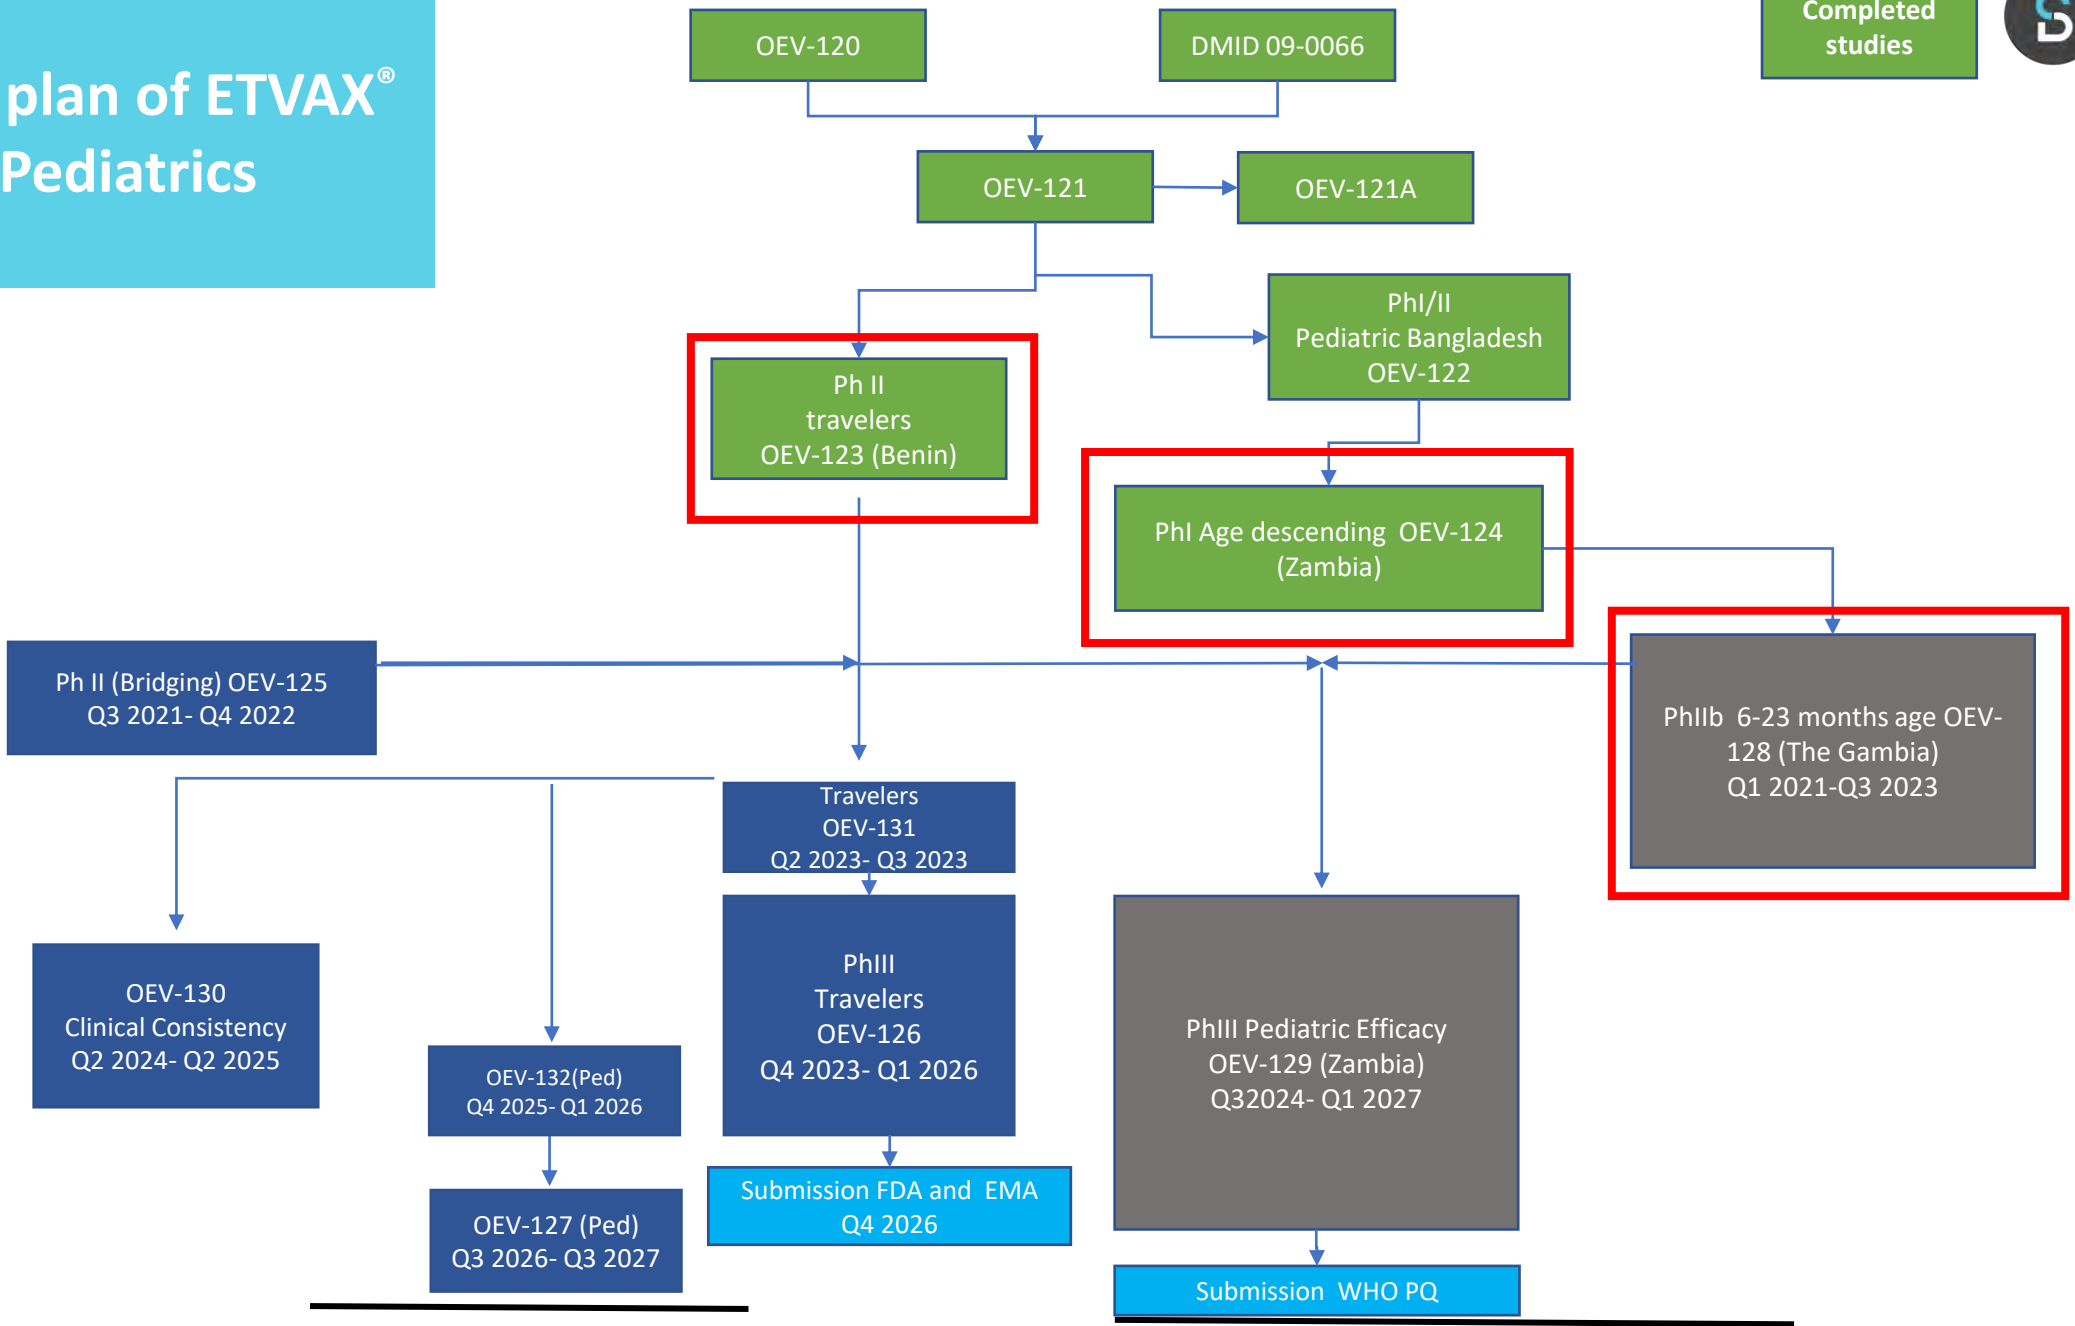 plan of ETVAX®
Pediatrics
Completed
studies
OEV-120
DMID 09-0066
OEV-121
OEV-121A
PhI/II
Pediatric Bangladesh
OEV-122
Ph II
travelers
OEV-123 (Benin)
PhI Age descending OEV-124
(Zambia)
Ph II (Bridging) OEV-125
Q3 2021- Q4 2022
PhIIb 6-23 months age OEV-
128 (The Gambia)
Q1 2021-Q3 2023
Travelers
OEV-131
Q2 2023- Q3 2023
OEV-130
Clinical Consistency
Q2 2024- Q2 2025
OEV-132(Ped)
Q4 2025- Q1 2026
PhIII
Travelers
OEV-126
Q4 2023- Q1 2026
PhIII Pediatric Efficacy
OEV-129 (Zambia)
Q32024- Q1 2027
OEV-127 (Ped)
Q3 2026- Q3 2027
Submission FDA and EMA
Q4 2026
Submission WHO PQ